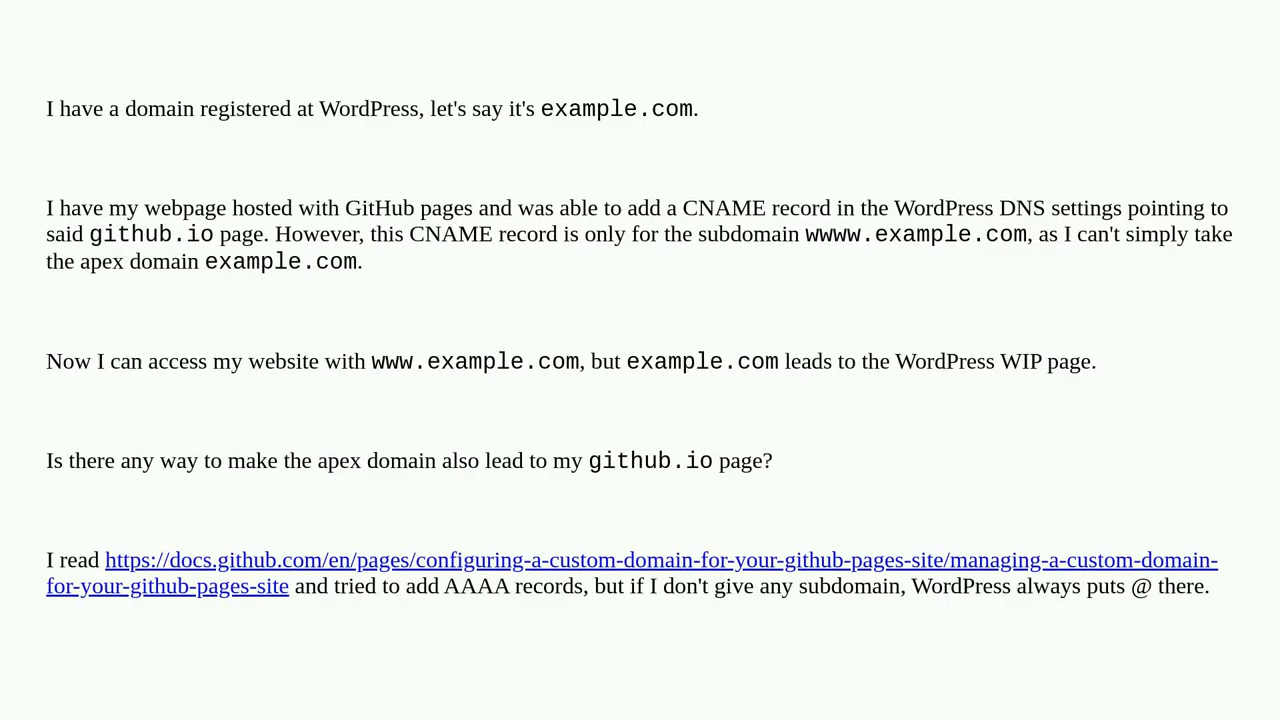 I have a domain registered at WordPress, let's say it's example.com.
I have my webpage hosted with GitHub pages and was able to add a CNAME record in the WordPress DNS settings pointing to
said github.io page. However, this CNAME record is only for the subdomain wwww.example.com, as I can't simply take
the apex domain example.com.
Now I can access my website with www.example.com, but example.com leads to the WordPress WIP page.
Is there any way to make the apex domain also lead to my github.io page?
I read https://docs.github.com/en/pages/configuring-a-custom-domain-for-your-github-pages-site/managing-a-custom-domain-
for-your-github-pages-site and tried to add AAAA records, but if I don't give any subdomain, WordPress always puts @ there.